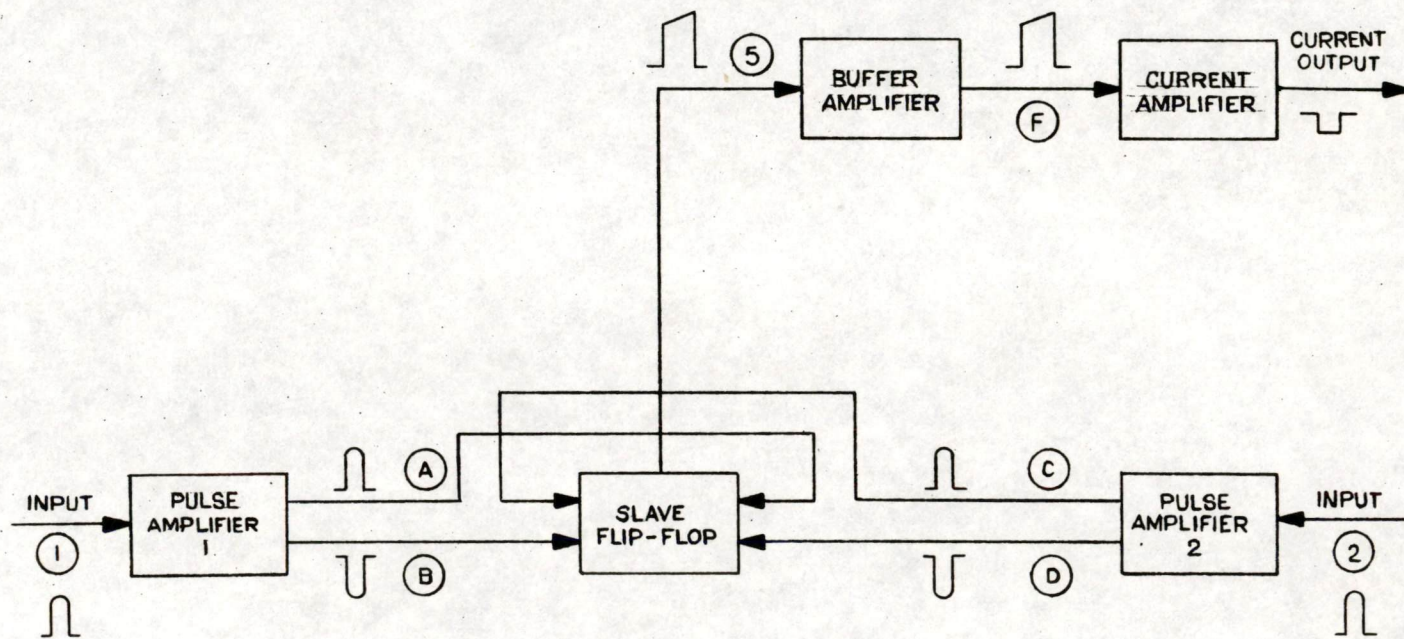 5
BUFFER
AMPLIFIER
F
CURRENT
AMPLIFIER
CURRENT
OUTPUT
INPUT
1
PULSE
AMPLIFIER
1
A
B
SLAVE
FLIP-FLOP
C
D
PULSE
AMPLIFIER
2
INPUT
2